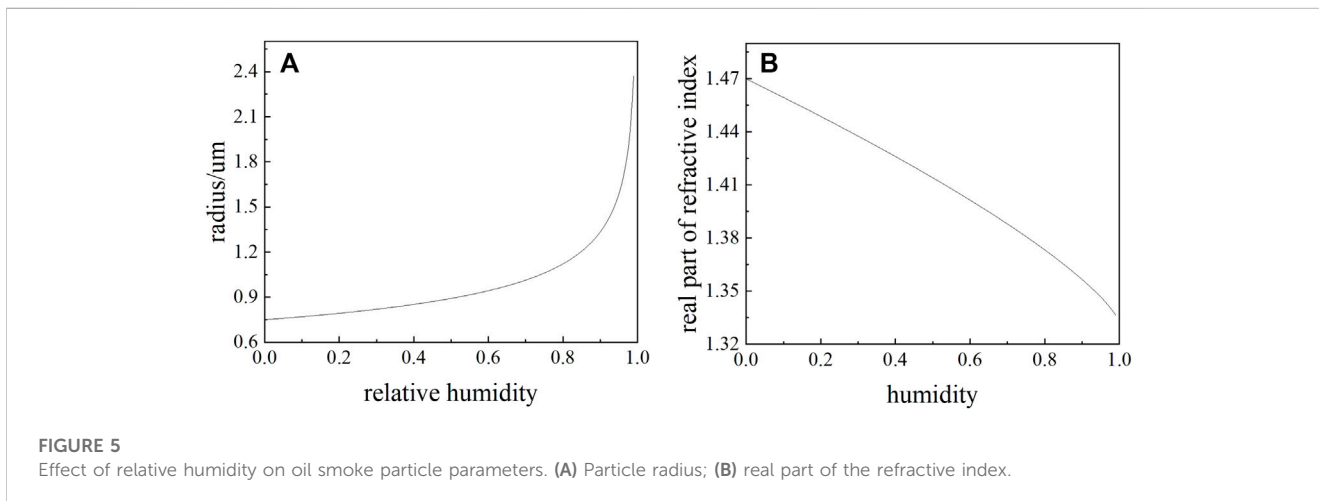 A
2.4
2.1
1.8
1.5
1.2
0.9
0.6
radius/um
0.0 0.2 0.4 0.6 0.8 1.0
relative humidity
B
1.47
1.44
1.41
1.38
1.35
1.32
real part of refractive index
0.0 0.2 0.4 0.6 0.8 1.0
humidity
FIGURE 5
Effect of relative humidity on oil smoke particle parameters. (A) Particle radius; (B) real part of the refractive index.